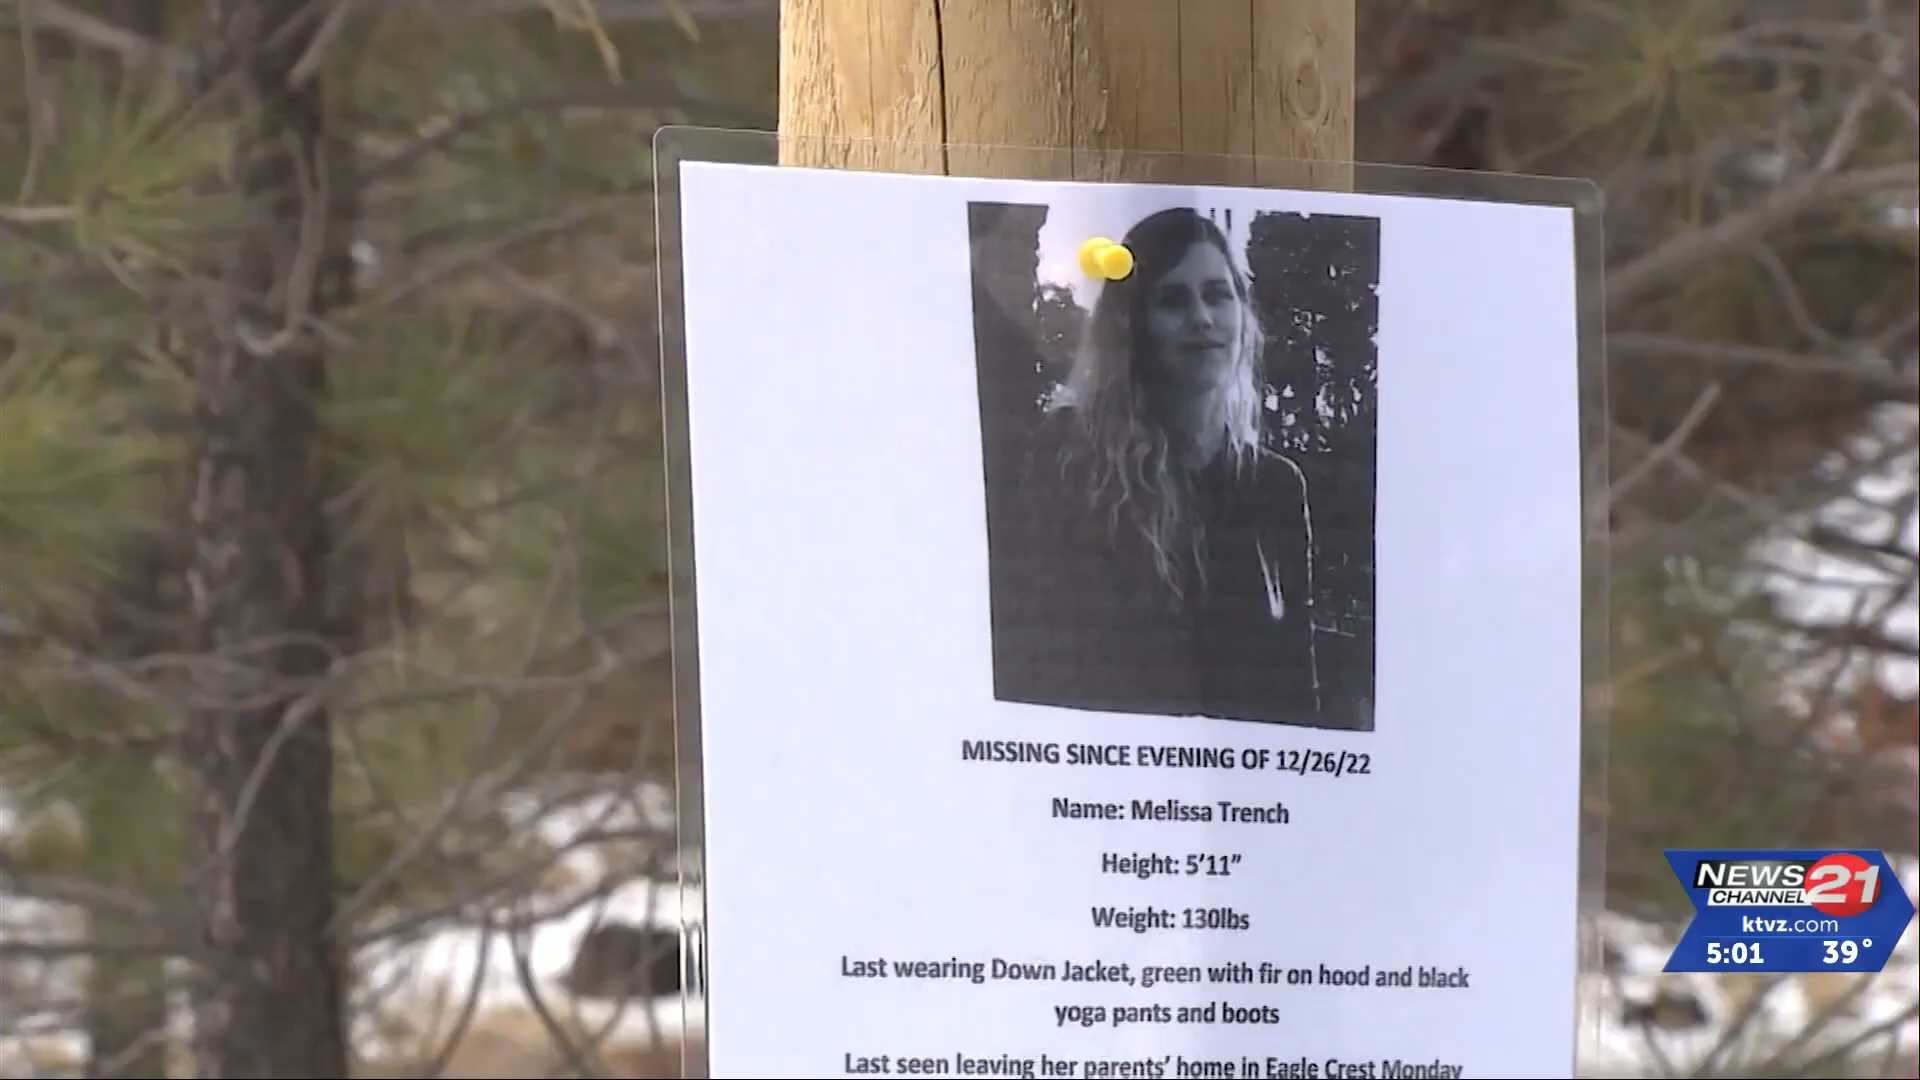 MISSING SINCE EVENING OF 12/26/22
Name: Melissa Trench
Height: 5'11"
Weight: 130lbs
Last wearing Down Jacket, green with fir on hood and black
yoga pants and boots
Last seen leaving her parents' home in Eagle Crest Monday
NEWS
CHANNEL 21
ktvz.com
5:01 39°